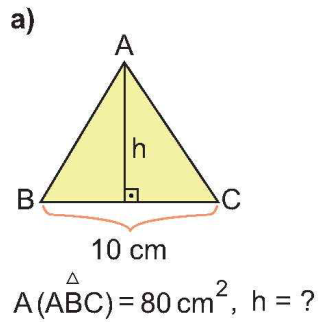 a)
A
h
B
C
10 cm
A(ABC) = 80 cm², h = ?